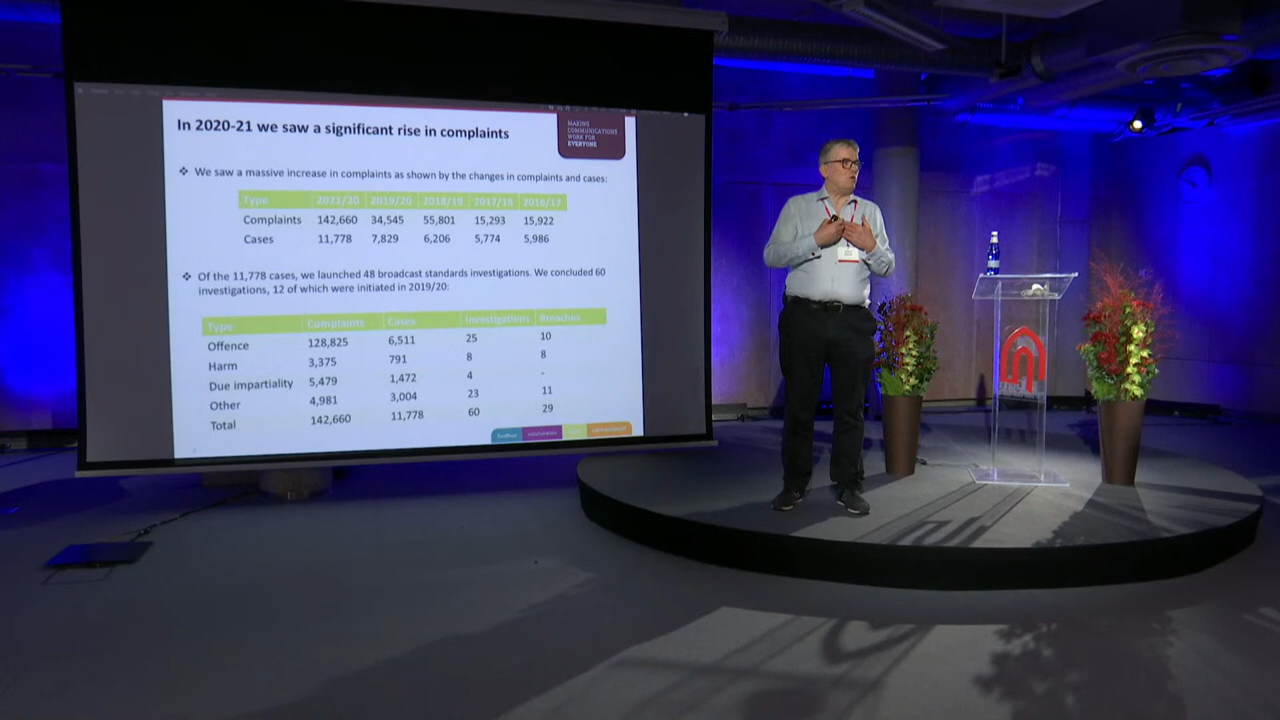 In 2020-21 we saw a significant rise in complaints
MAKING
COMMUNICATIONS
WORK FOR
EVERYONE
❖ We saw a massive increase in complaints as shown by the changes in complaints and cases:
Type 2021/20 2019/20 2018/19 2017/18 2016/17
Complaints 142,660 34,545 55,801 15,293 15,922
Cases 11,778 7,829 6,206 5,774 5,986
❖ Of the 11,778 cases, we launched 48 broadcast standards investigations. We concluded 60
investigations, 12 of which were initiated in 2019/20:
Type Complaints Cases Investigations Breaches
Offence 128,825 6,511 25 10
Harm 3,375 791 8 8
Due impartiality 5,479 1,472 4 -
Other 4,981 3,004 23 11
Total 142,660 11,778 60 29